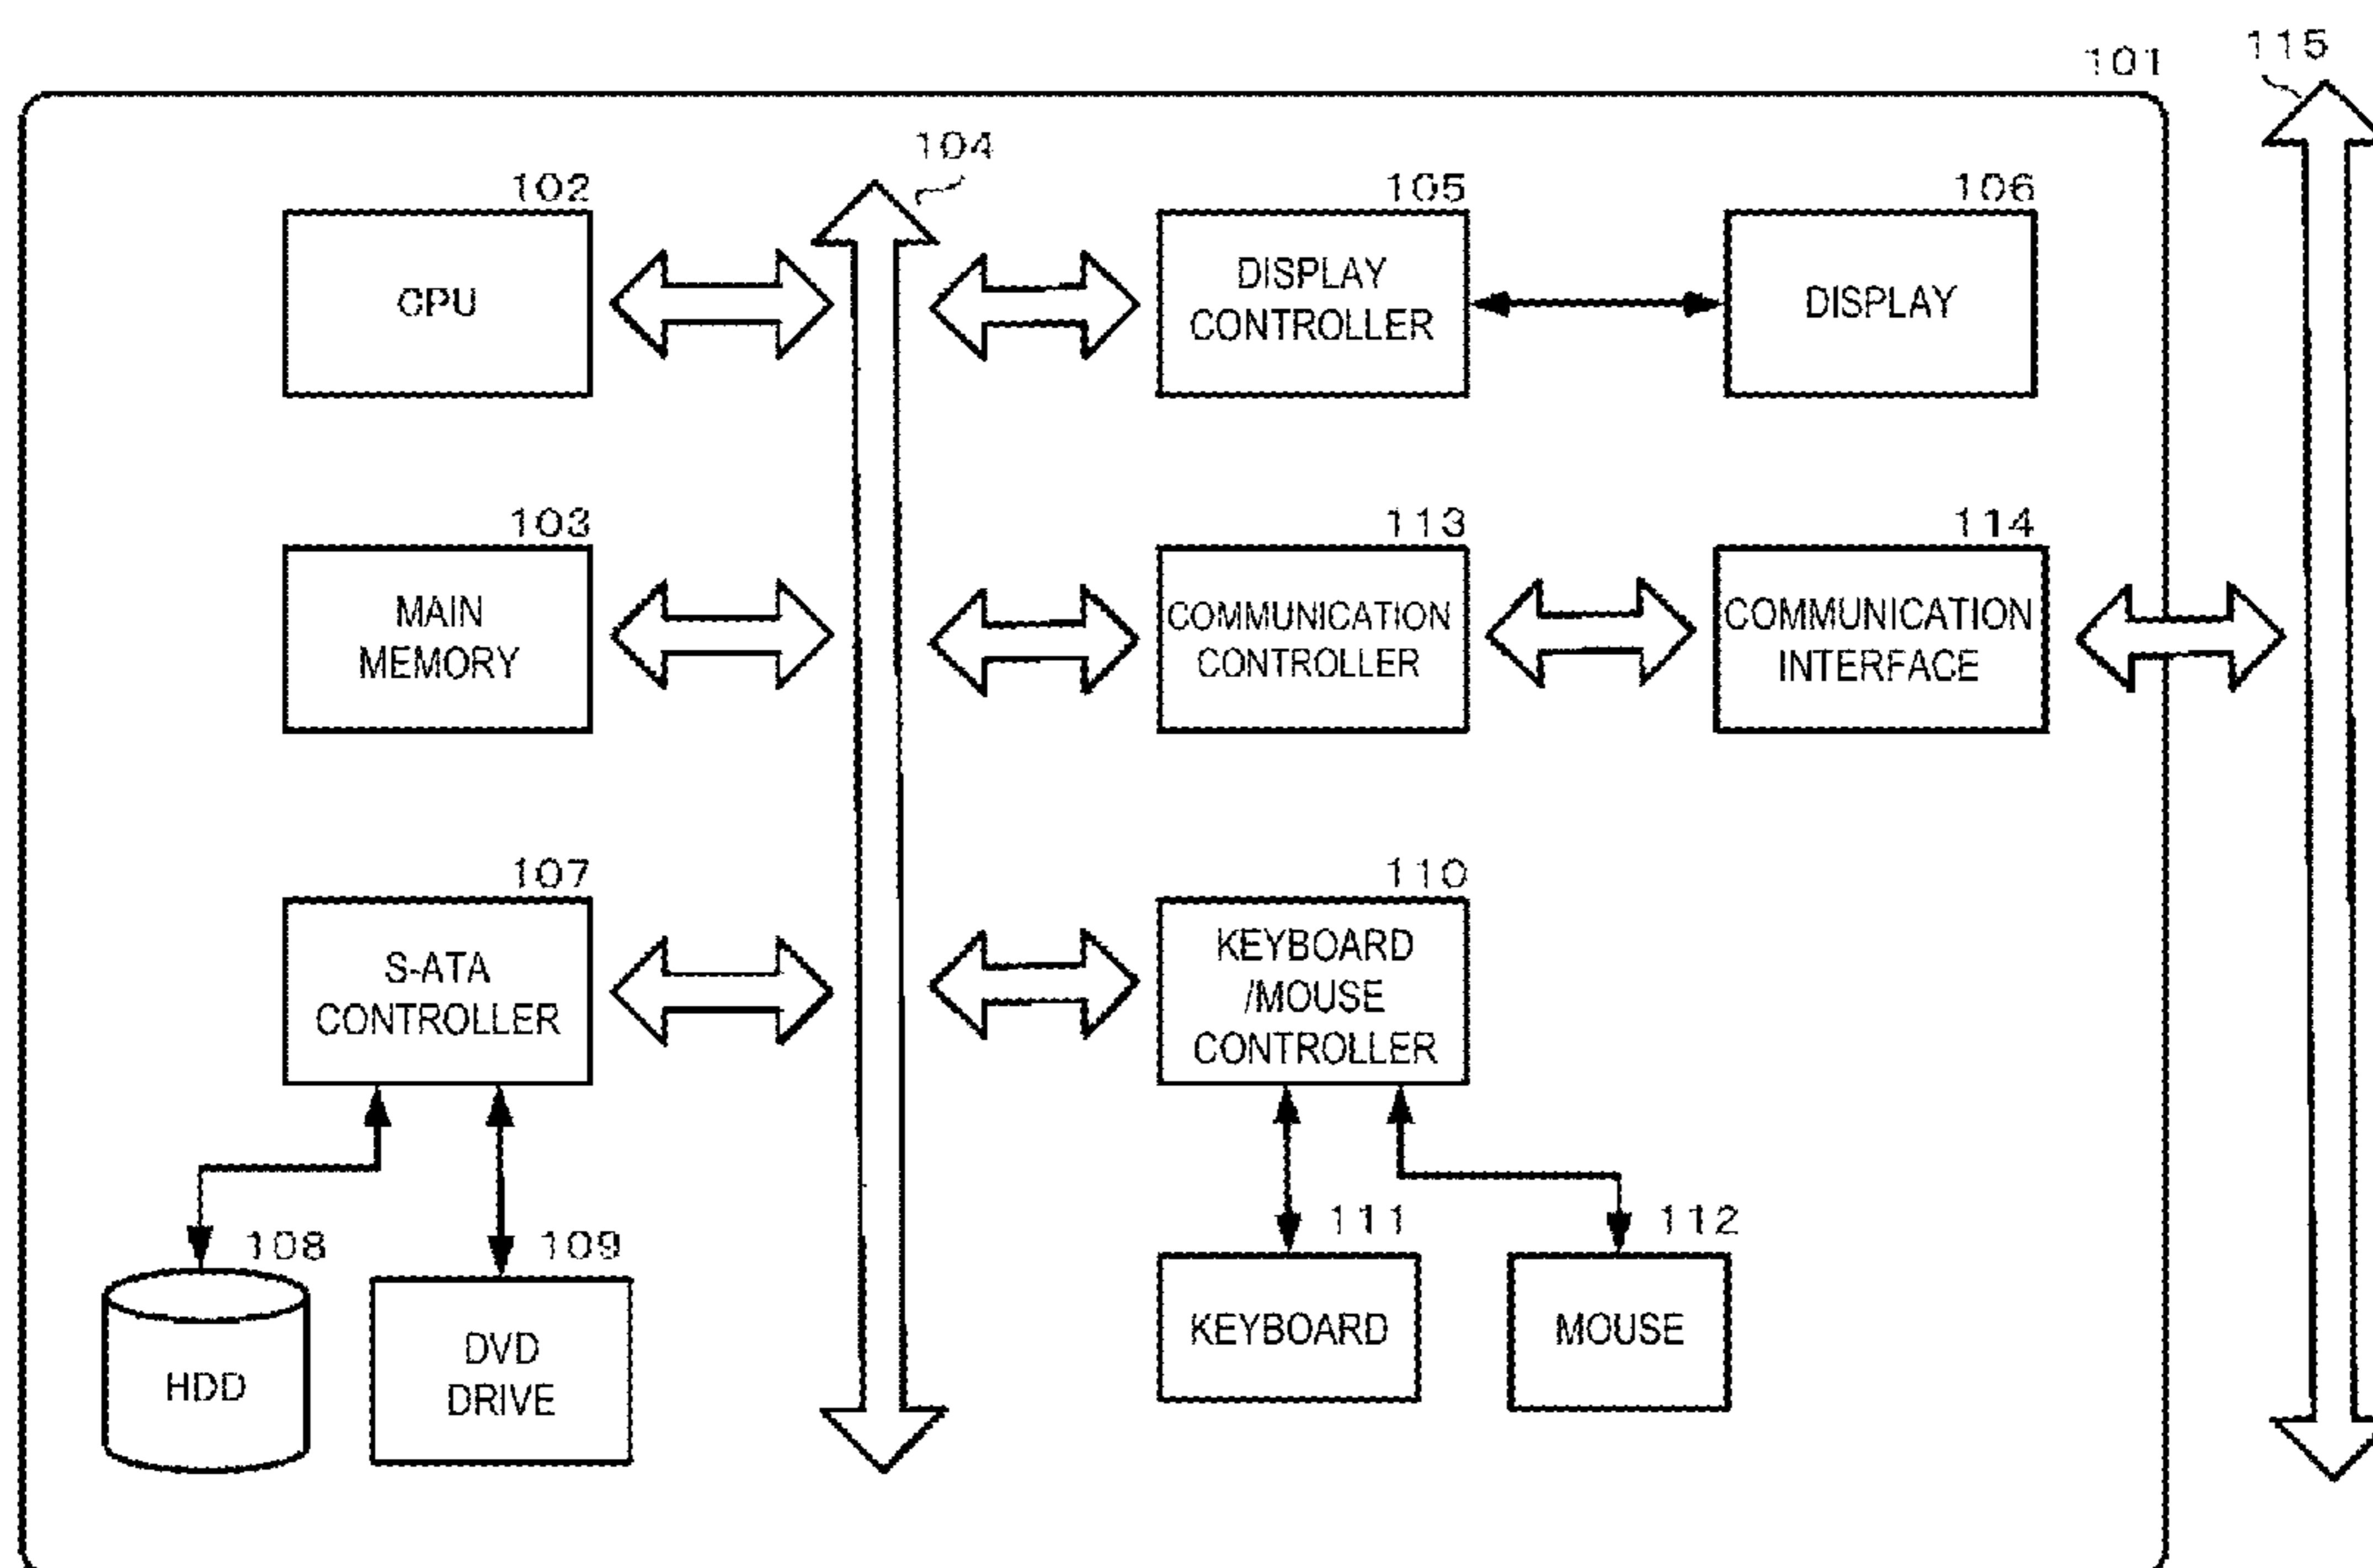 101
115
104
102
CPU
105
DISPLAY
CONTROLLER
106
DISPLAY
103
MAIN
MEMORY
113
COMMUNICATION
CONTROLLER
114
COMMUNICATION
INTERFACE
107
S-ATA
CONTROLLER
110
KEYBOARD
/MOUSE
CONTROLLER
108
HDD
109
DVD
DRIVE
111
KEYBOARD
112
MOUSE